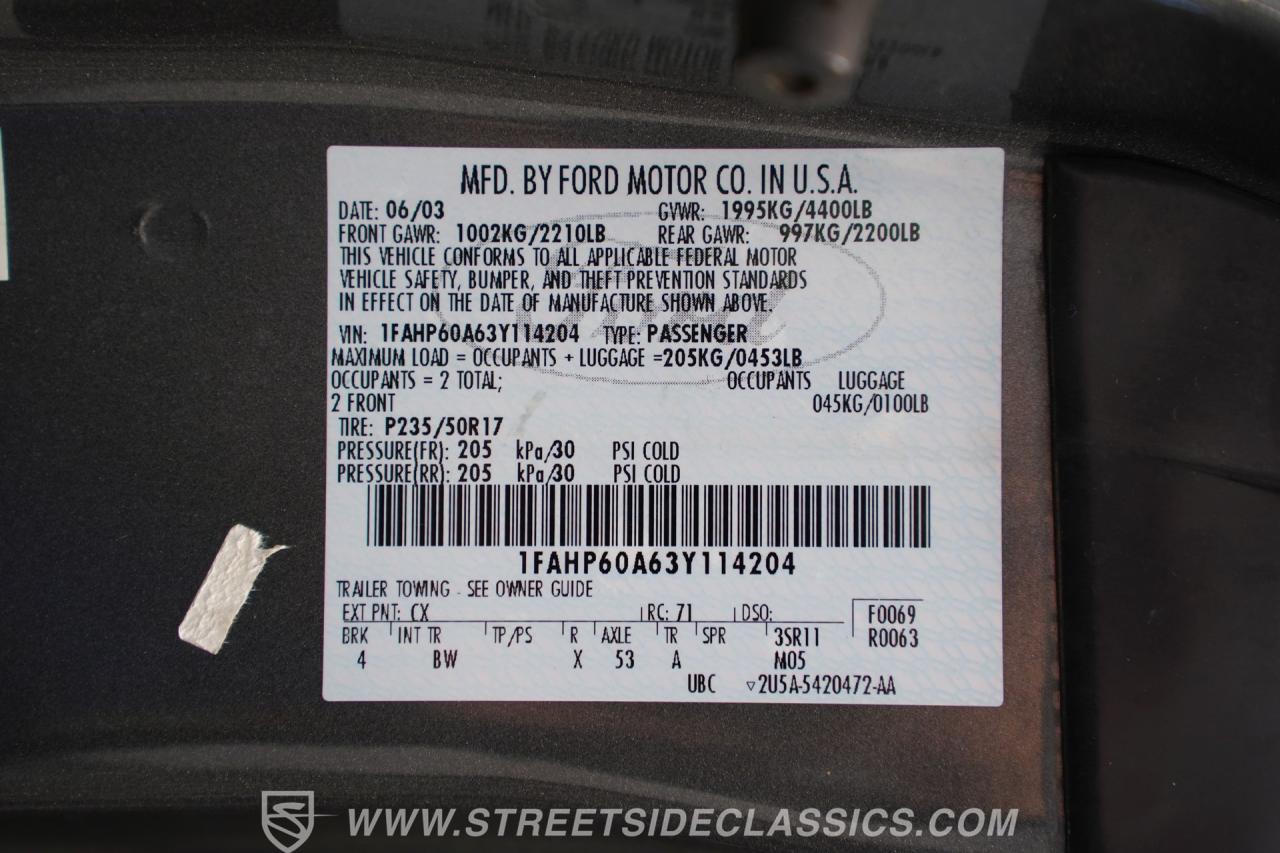 MFD. BY FORD MOTOR CO. IN U.S.A.
DATE: 06/03 GVWR: 1995KG/4400LB
FRONT GAWR: 1002KG/2210LB REAR GAWR: 997KG/2200LB
THIS VEHICLE CONFORMS TO ALL APPLICABLE FEDERAL MOTOR
VEHICLE SAFETY, BUMPER, AND THEFT PREVENTION STANDARDS
IN EFFECT ON THE DATE OF MANUFACTURE SHOWN ABOVE.
VIN: 1FAHP60A63Y114204 TYPE: PASSENGER
MAXIMUM LOAD = OCCUPANTS + LUGGAGE =205KG/0453LB
OCCUPANTS = 2 TOTAL; OCCUPANTS LUGGAGE
2 FRONT 045KG/0100LB
TIRE: P235/50R17
PRESSURE(FR): 205 kPa/30 PSI COLD
PRESSURE(RR): 205 kPa/30 PSI COLD
1FAHP60A63Y114204
TRAILER TOWING - SEE OWNER GUIDE
EXT PNT: CX RC: 71 DSO: F0069
BRK INT TR TP/PS R AXLE TR SPR 3SR11 R0063
4 BW X 53 A M05
UBC ▿2U5A-5420472-AA
WWW.STREETSIDECLASSICS.COM